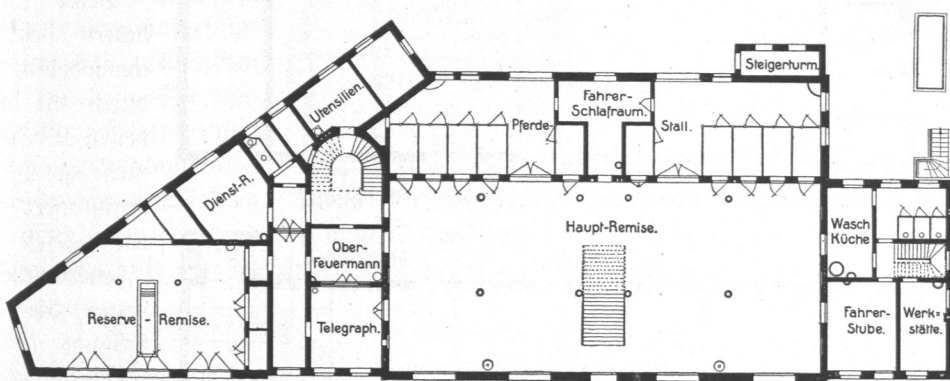 Steigerturm.
Utensilien.
Fahrer-
Schlafraum.
Pferde-
Stall.
Dienst-R.
Haupt-Remise.
Wasch
Küche
Ober-
Feuermann
Reserve - Remise.
Telegraph.
Fahrer-
Stube.
Werk=
stätte.